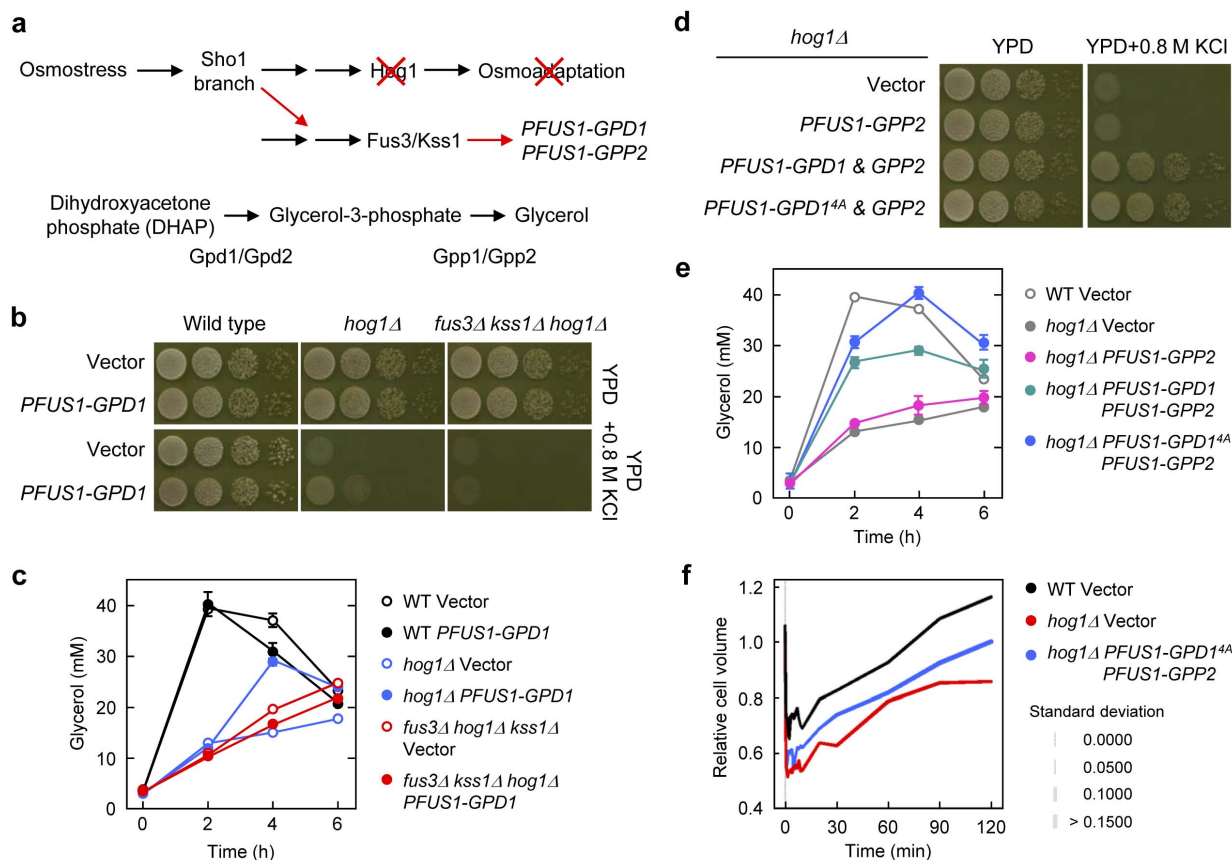 a
Osmostress
Sho1
branch
Hog1
Osmoadaptation
Fus3/Kss1
PFUS1-GPD1
PFUS1-GPP2
Dihydroxyacetone
phosphate (DHAP)
Glycerol-3-phosphate
Glycerol
Gpd1/Gpd2
Gpp1/Gpp2
b
Wild type
hog1Δ
fus3Δ kss1Δ hog1Δ
Vector
PFUS1-GPD1
Vector
PFUS1-GPD1
YPD
YPD
+0.8 M KCl
c
Glycerol (mM)
40
30
20
10
0
0
2
4
6
Time (h)
WT Vector
WT PFUS1-GPD1
hog1Δ Vector
hog1Δ PFUS1-GPD1
fus3Δ hog1Δ kss1Δ
Vector
fus3Δ kss1Δ hog1Δ
PFUS1-GPD1
d
hog1Δ
YPD
YPD+0.8 M KCl
Vector
PFUS1-GPP2
PFUS1-GPD1 & GPP2
PFUS1-GPD1⁴ᴬ & GPP2
e
Glycerol (mM)
40
30
20
10
0
0
2
4
6
Time (h)
WT Vector
hog1Δ Vector
hog1Δ PFUS1-GPP2
hog1Δ PFUS1-GPD1
PFUS1-GPP2
hog1Δ PFUS1-GPD1⁴ᴬ
PFUS1-GPP2
f
Relative cell volume
1.2
1.0
0.8
0.6
0.4
0
30
60
90
120
Time (min)
WT Vector
hog1Δ Vector
hog1Δ PFUS1-GPD1⁴ᴬ
PFUS1-GPP2
Standard deviation
0.0000
0.0500
0.1000
> 0.1500